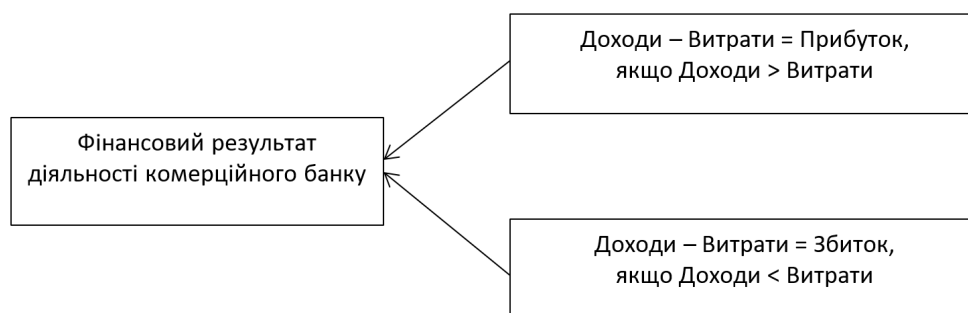 Доходи – Витрати = Прибуток,
якщо Доходи > Витрати
Фінансовий результат
діяльності комерційного банку
Доходи – Витрати = Збиток,
якщо Доходи < Витрати